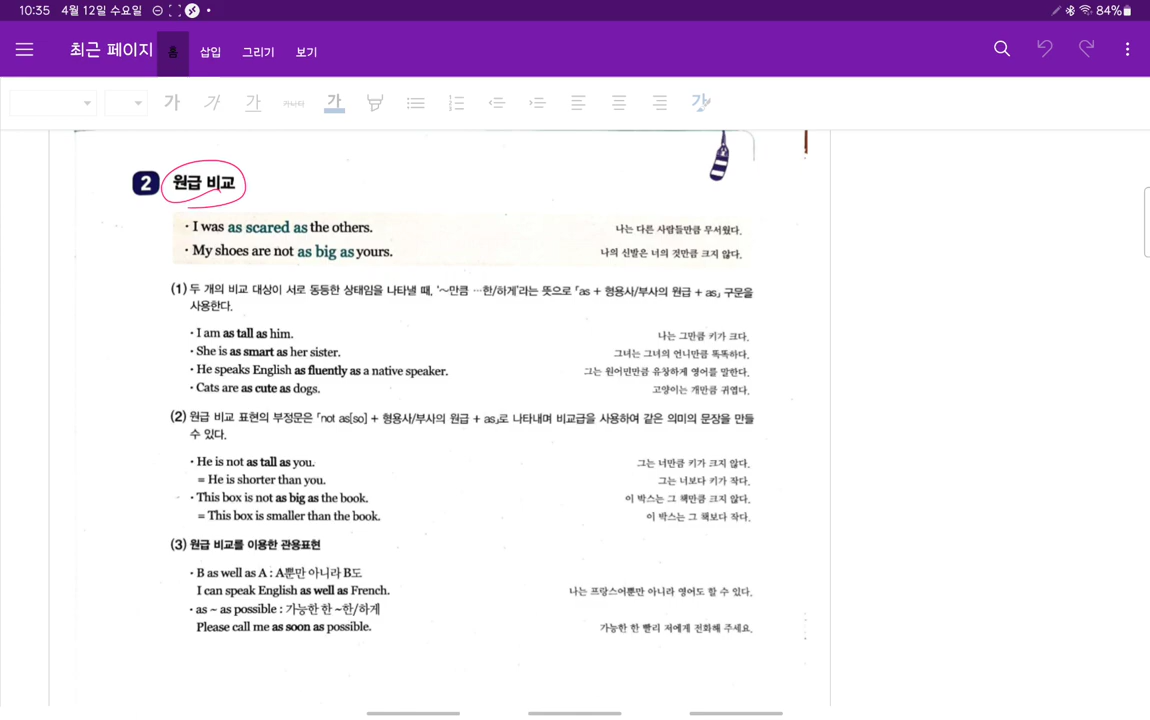 10:35 4월 12일 수요일 84%
최근 페이지 홈 삽입 그리기 보기
가 가 가 가나다 가 가
2 원급 비교
· I was as scared as the others. 나는 다른 사람들만큼 무서웠다.
· My shoes are not as big as yours. 나의 신발은 너의 것만큼 크지 않다.
(1) 두 개의 비교 대상이 서로 동등한 상태임을 나타낼 때, '~만큼 …한/하게'라는 뜻으로 「as + 형용사/부사의 원급 + as」 구문을
사용한다.
· I am as tall as him. 나는 그만큼 키가 크다.
· She is as smart as her sister. 그녀는 그녀의 언니만큼 똑똑하다.
· He speaks English as fluently as a native speaker. 그는 원어민만큼 유창하게 영어를 말한다.
· Cats are as cute as dogs. 고양이는 개만큼 귀엽다.
(2) 원급 비교 표현의 부정문은 「not as[so] + 형용사/부사의 원급 + as」로 나타내며 비교급을 사용하여 같은 의미의 문장을 만들
수 있다.
· He is not as tall as you. 그는 너만큼 키가 크지 않다.
= He is shorter than you. 그는 너보다 키가 작다.
· This box is not as big as the book. 이 박스는 그 책만큼 크지 않다.
= This box is smaller than the book. 이 박스는 그 책보다 작다.
(3) 원급 비교를 이용한 관용표현
· B as well as A : A뿐만 아니라 B도
I can speak English as well as French. 나는 프랑스어뿐만 아니라 영어도 할 수 있다.
· as ~ as possible : 가능한 한 ~한/하게
Please call me as soon as possible. 가능한 한 빨리 저에게 전화해 주세요.